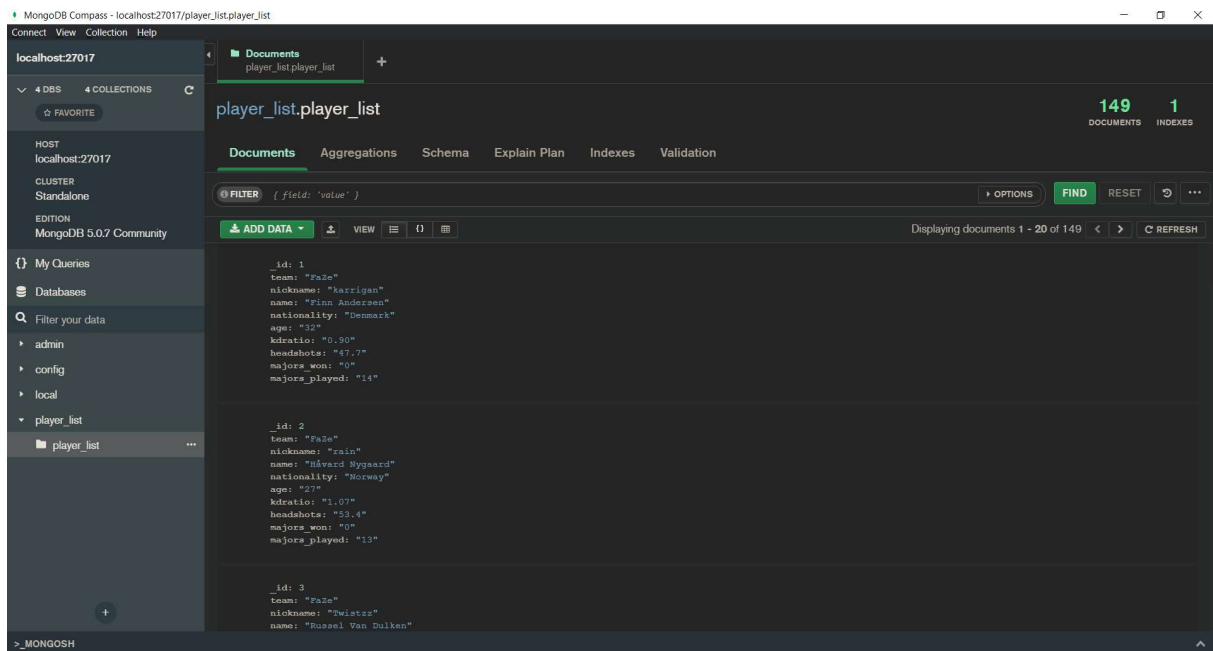 MongoDB Compass - localhost:27017/player_list.player_list
Connect View Collection Help
localhost:27017
4 DBS 4 COLLECTIONS
FAVORITE
HOST
localhost:27017
CLUSTER
Standalone
EDITION
MongoDB 5.0.7 Community
{} My Queries
Databases
Filter your data
admin
config
local
player_list
player_list ...
+
Documents
player_list.player_list
+
player_list.player_list
149
DOCUMENTS
1
INDEXES
Documents Aggregations Schema Explain Plan Indexes Validation
FILTER { field: 'value' } OPTIONS FIND RESET ...
ADD DATA VIEW {} Displaying documents 1 - 20 of 149 < > REFRESH
_id: 1
team: "FaZe"
nickname: "karrigan"
name: "Finn Andersen"
nationality: "Denmark"
age: "32"
kdratio: "0.90"
headshots: "47.7"
majors_won: "0"
majors_played: "14"
_id: 2
team: "FaZe"
nickname: "rain"
name: "Håvard Nygaard"
nationality: "Norway"
age: "27"
kdratio: "1.07"
headshots: "53.4"
majors_won: "0"
majors_played: "13"
_id: 3
team: "FaZe"
nickname: "Twistzz"
name: "Russel Van Dulken"
>_MONGOSH